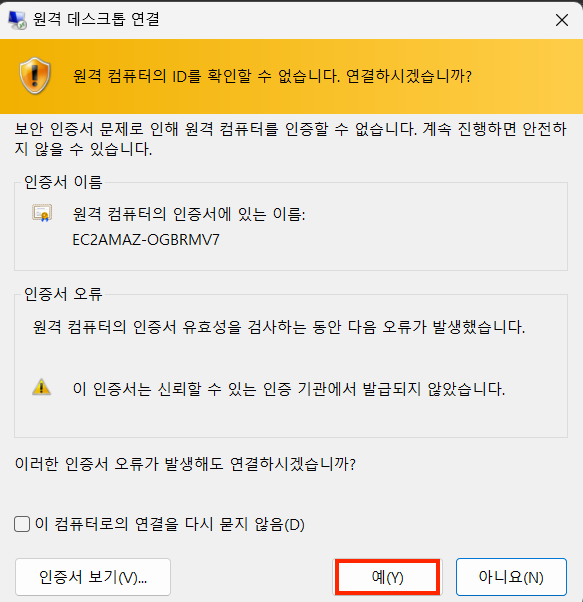 원격 데스크톱 연결
원격 컴퓨터의 ID를 확인할 수 없습니다. 연결하시겠습니까?
보안 인증서 문제로 인해 원격 컴퓨터를 인증할 수 없습니다. 계속 진행하면 안전하
지 않을 수 있습니다.
인증서 이름
원격 컴퓨터의 인증서에 있는 이름:
EC2AMAZ-OGBRMV7
인증서 오류
원격 컴퓨터의 인증서 유효성을 검사하는 동안 다음 오류가 발생했습니다.
이 인증서는 신뢰할 수 있는 인증 기관에서 발급되지 않았습니다.
이러한 인증서 오류가 발생해도 연결하시겠습니까?
이 컴퓨터로의 연결을 다시 묻지 않음(D)
인증서 보기(V)...
예(Y)
아니요(N)